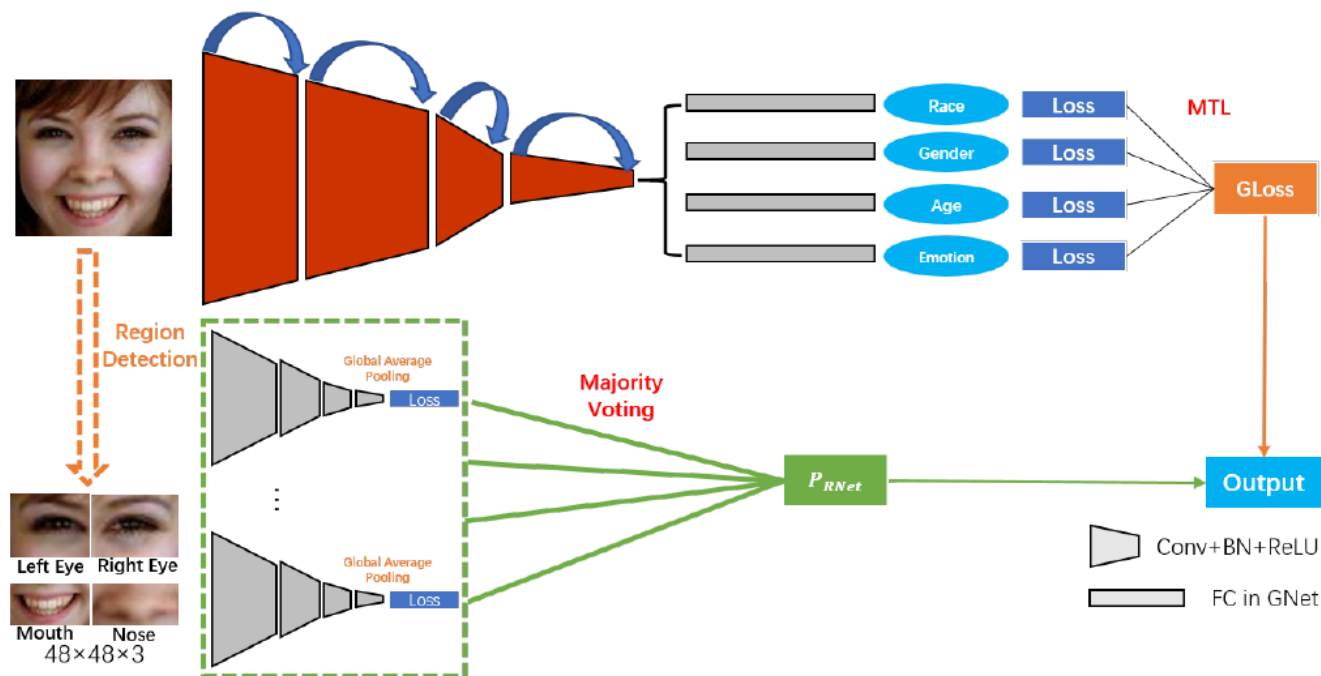 Race
Loss
MTL
Gender
Loss
Age
Loss
GLoss
Emotion
Loss
Region
Detection
Global Average
Pooling
Loss
Majority
Voting
P_{RNet}
Output
⋮
Left Eye
Right Eye
Mouth
Nose
48×48×3
Global Average
Pooling
Loss
Conv+BN+ReLU
FC in GNet